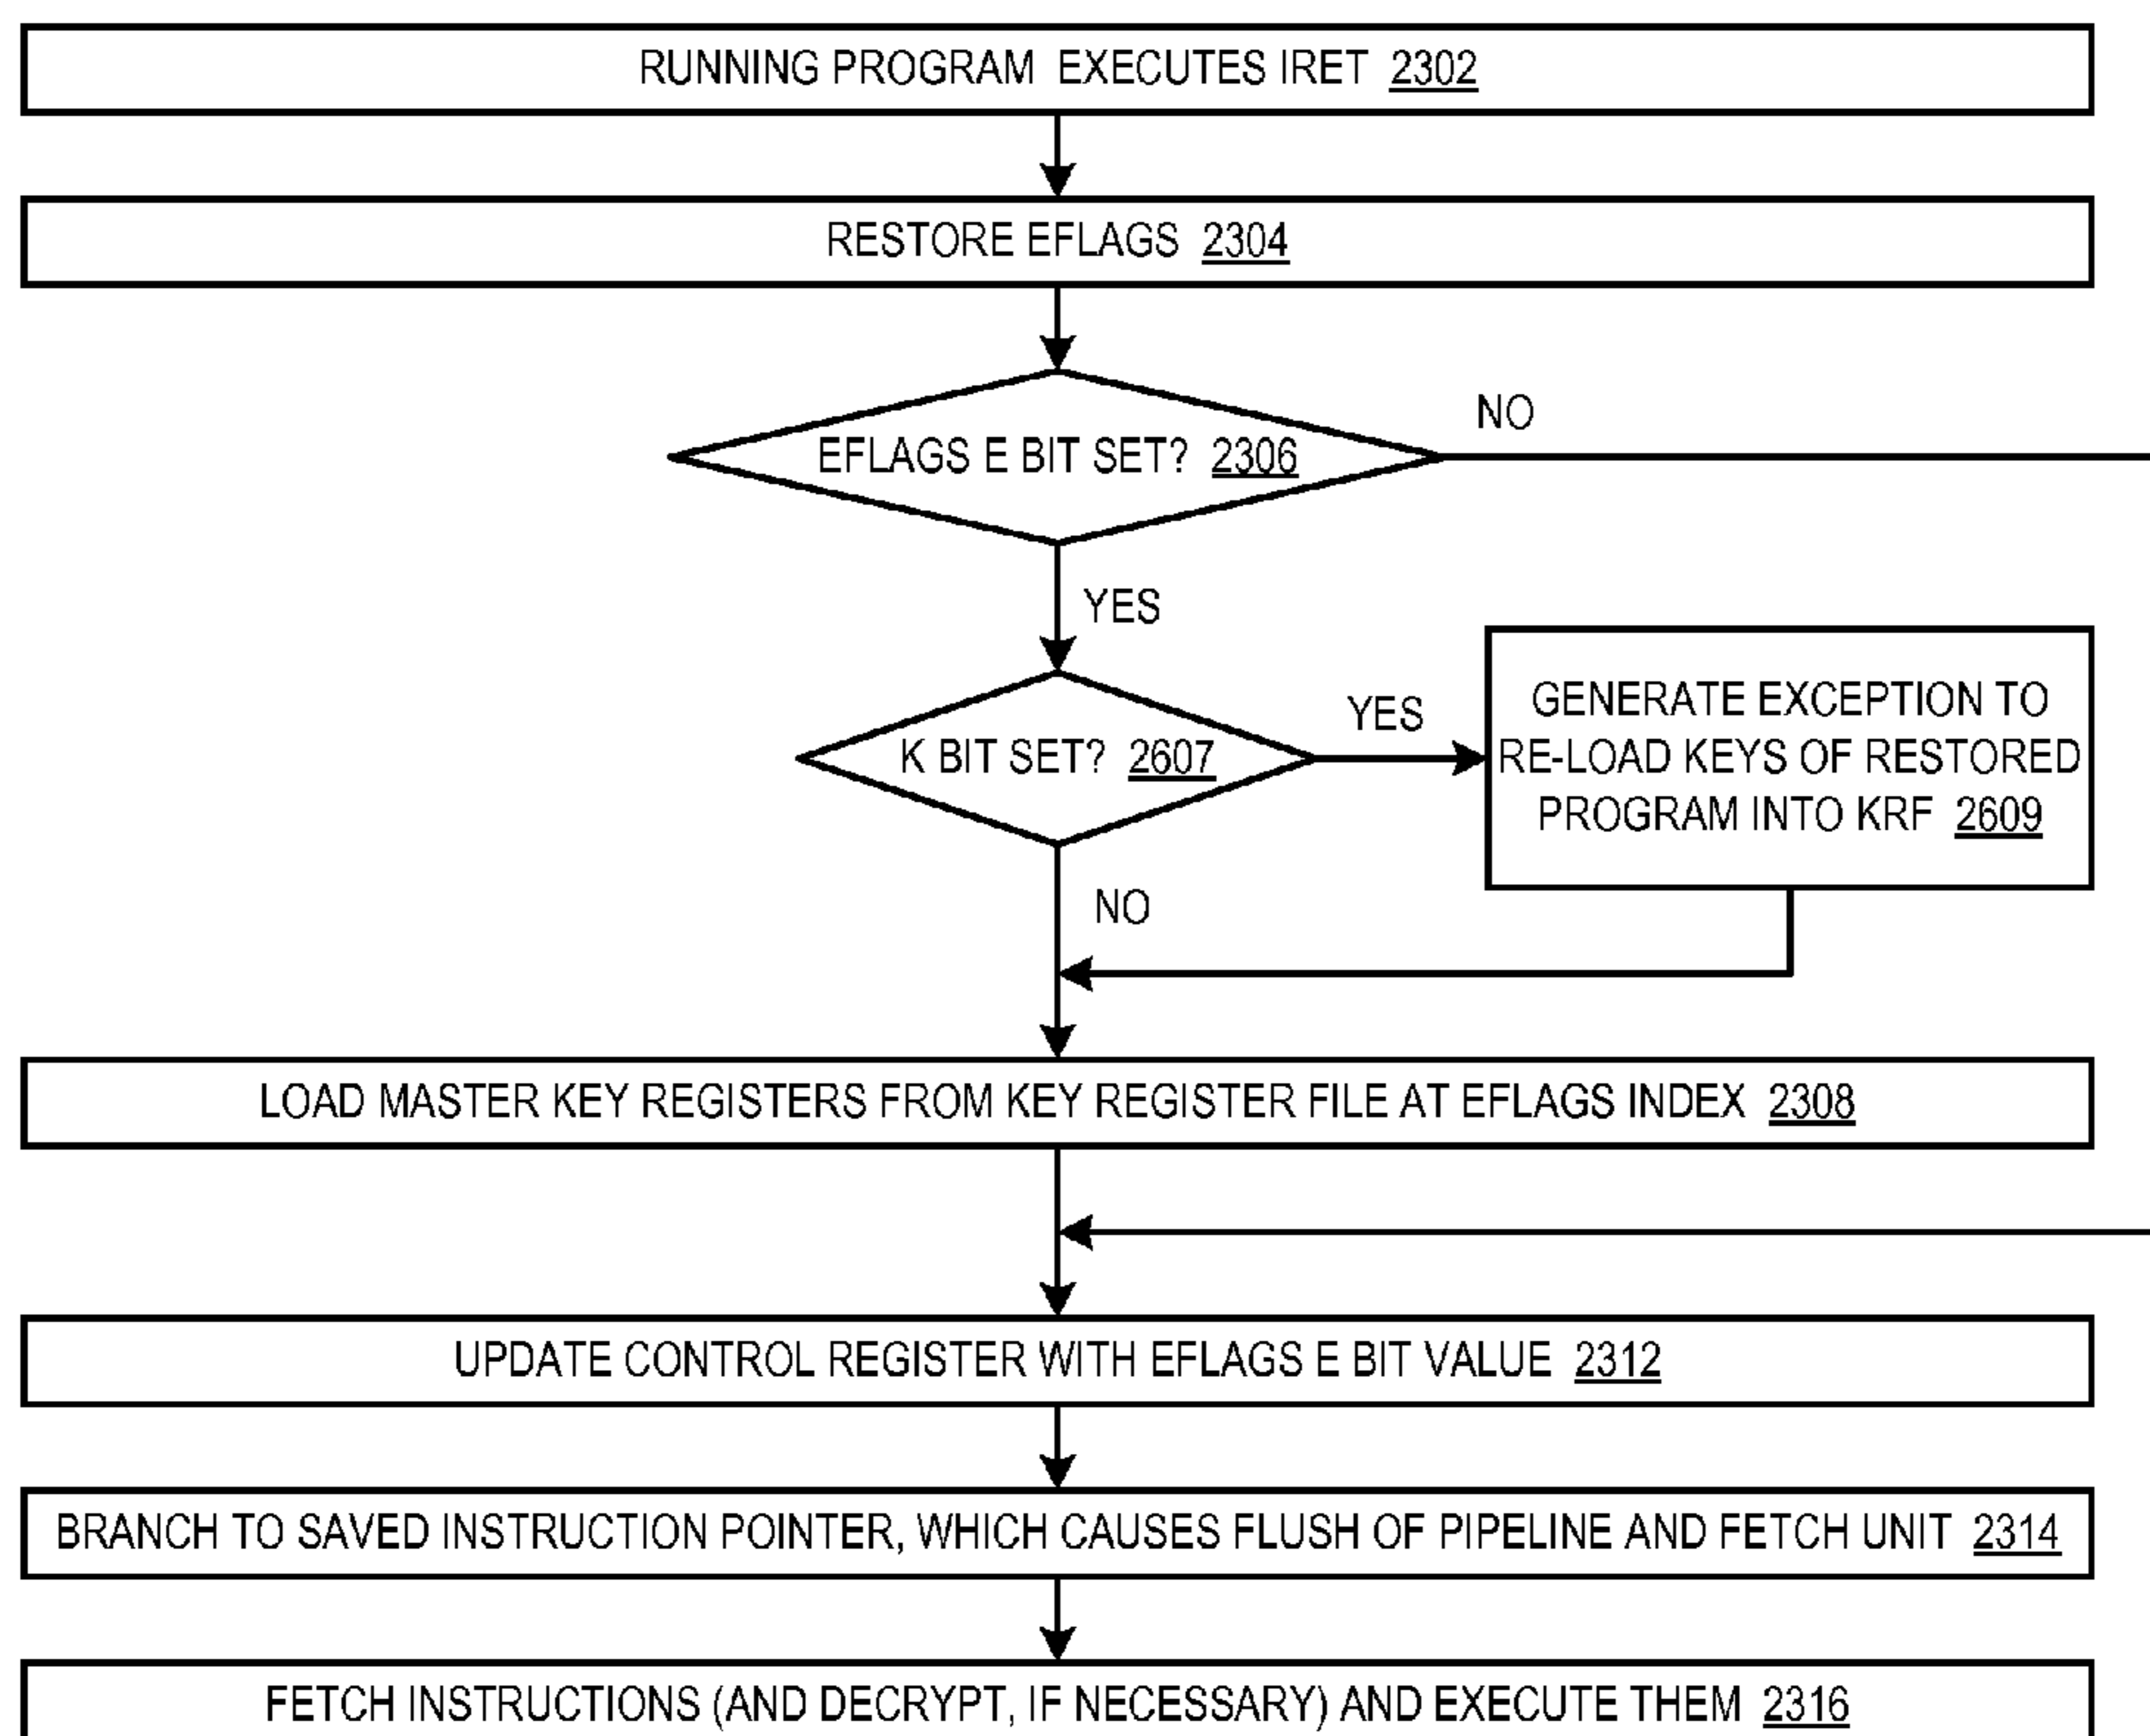 RUNNING PROGRAM EXECUTES IRET 2302
RESTORE EFLAGS 2304
NO
EFLAGS E BIT SET? 2306
YES
GENERATE EXCEPTION TO
RE-LOAD KEYS OF RESTORED
PROGRAM INTO KRF 2609
YES
K BIT SET? 2607
NO
LOAD MASTER KEY REGISTERS FROM KEY REGISTER FILE AT EFLAGS INDEX 2308
UPDATE CONTROL REGISTER WITH EFLAGS E BIT VALUE 2312
BRANCH TO SAVED INSTRUCTION POINTER, WHICH CAUSES FLUSH OF PIPELINE AND FETCH UNIT 2314
FETCH INSTRUCTIONS (AND DECRYPT, IF NECESSARY) AND EXECUTE THEM 2316